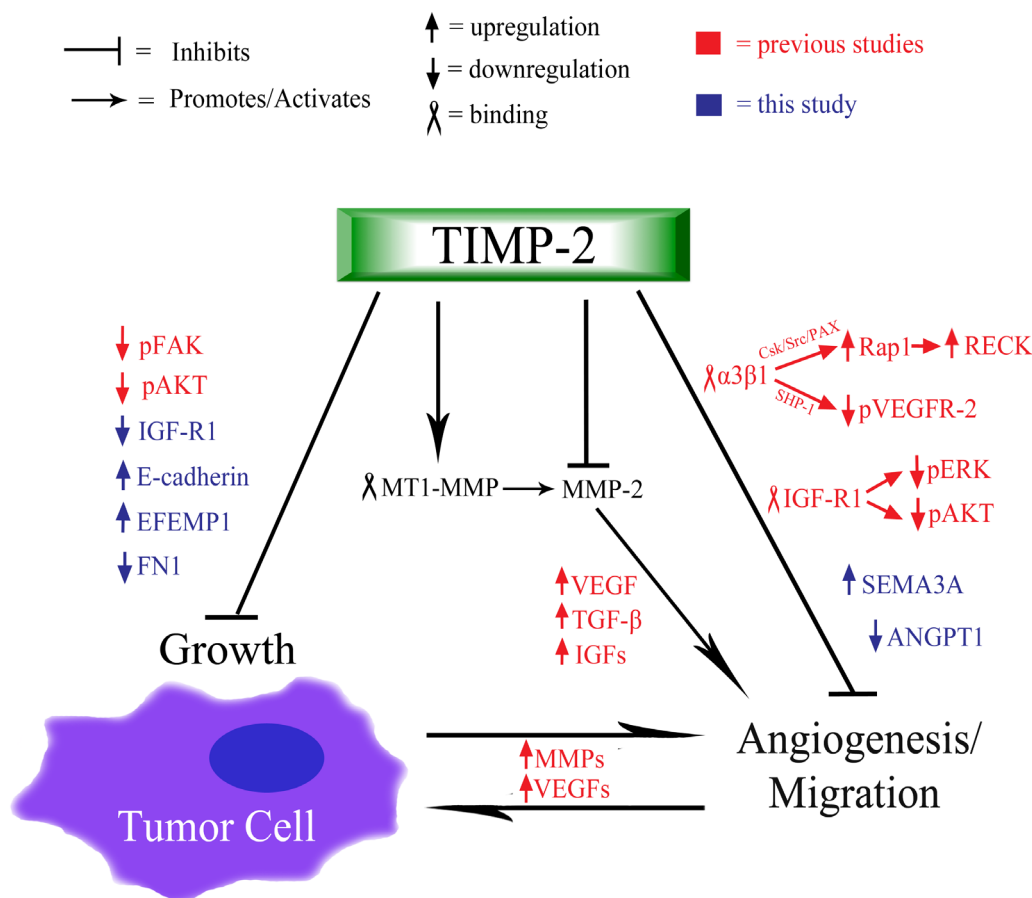 = Inhibits
= Promotes/Activates
= upregulation
= downregulation
= binding
= previous studies
= this study
TIMP-2
pFAK
pAKT
IGF-R1
E-cadherin
EFEMP1
FN1
Growth
MT1-MMP
MMP-2
VEGF
TGF-β
IGFs
α3β1
Csk/Src/PAX
Rap1
RECK
SHP-1
pVEGFR-2
IGF-R1
pERK
pAKT
SEMA3A
ANGPT1
MMPs
VEGFs
Angiogenesis/
Migration
Tumor Cell